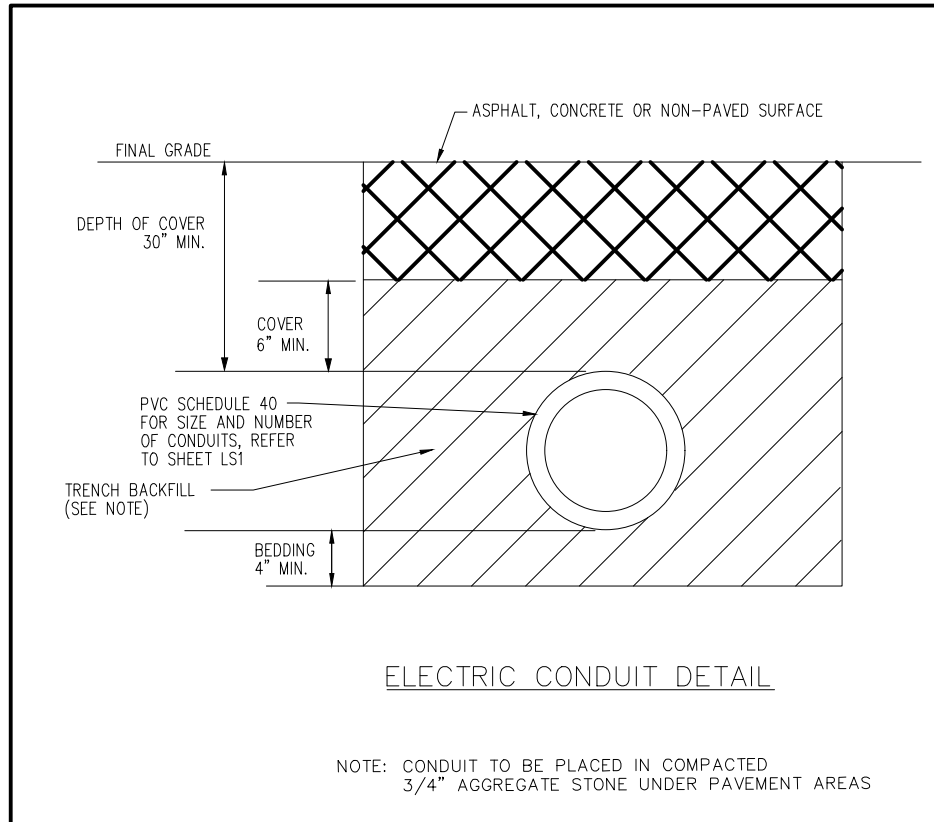 ASPHALT, CONCRETE OR NON-PAVED SURFACE
FINAL GRADE
DEPTH OF COVER
30" MIN.
COVER
6" MIN.
PVC SCHEDULE 40
FOR SIZE AND NUMBER
OF CONDUITS, REFER
TO SHEET LS1
TRENCH BACKFILL
(SEE NOTE)
BEDDING
4" MIN.
ELECTRIC CONDUIT DETAIL
NOTE: CONDUIT TO BE PLACED IN COMPACTED
3/4" AGGREGATE STONE UNDER PAVEMENT AREAS